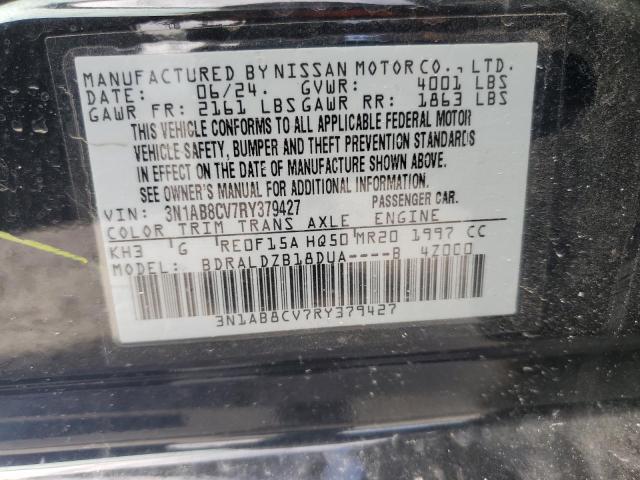 MANUFACTURED BY NISSAN MOTOR CO., LTD.
DATE: 06/24. GVWR: 4001 LBS
GAWR FR: 2161 LBS GAWR RR: 1863 LBS
THIS VEHICLE CONFORMS TO ALL APPLICABLE FEDERAL MOTOR
VEHICLE SAFETY, BUMPER AND THEFT PREVENTION STANDARDS
IN EFFECT ON THE DATE OF MANUFACTURE SHOWN ABOVE.
SEE OWNER'S MANUAL FOR ADDITIONAL INFORMATION.
VIN: 3N1AB8CV7RY379427 PASSENGER CAR.
COLOR TRIM TRANS AXLE ENGINE
KH3 G RE0F15A HQ50 MR20 1997 CC
MODEL: BDRALDZB18DUA----B 4Z000
3N1AB8CV7RY379427